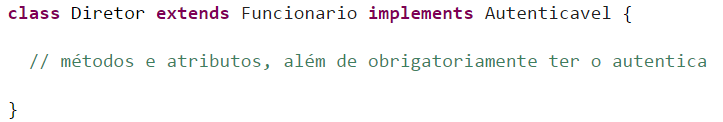 class Diretor extends Funcionario implements Autenticavel {
// métodos e atributos, além de obrigatoriamente ter o autentica
}